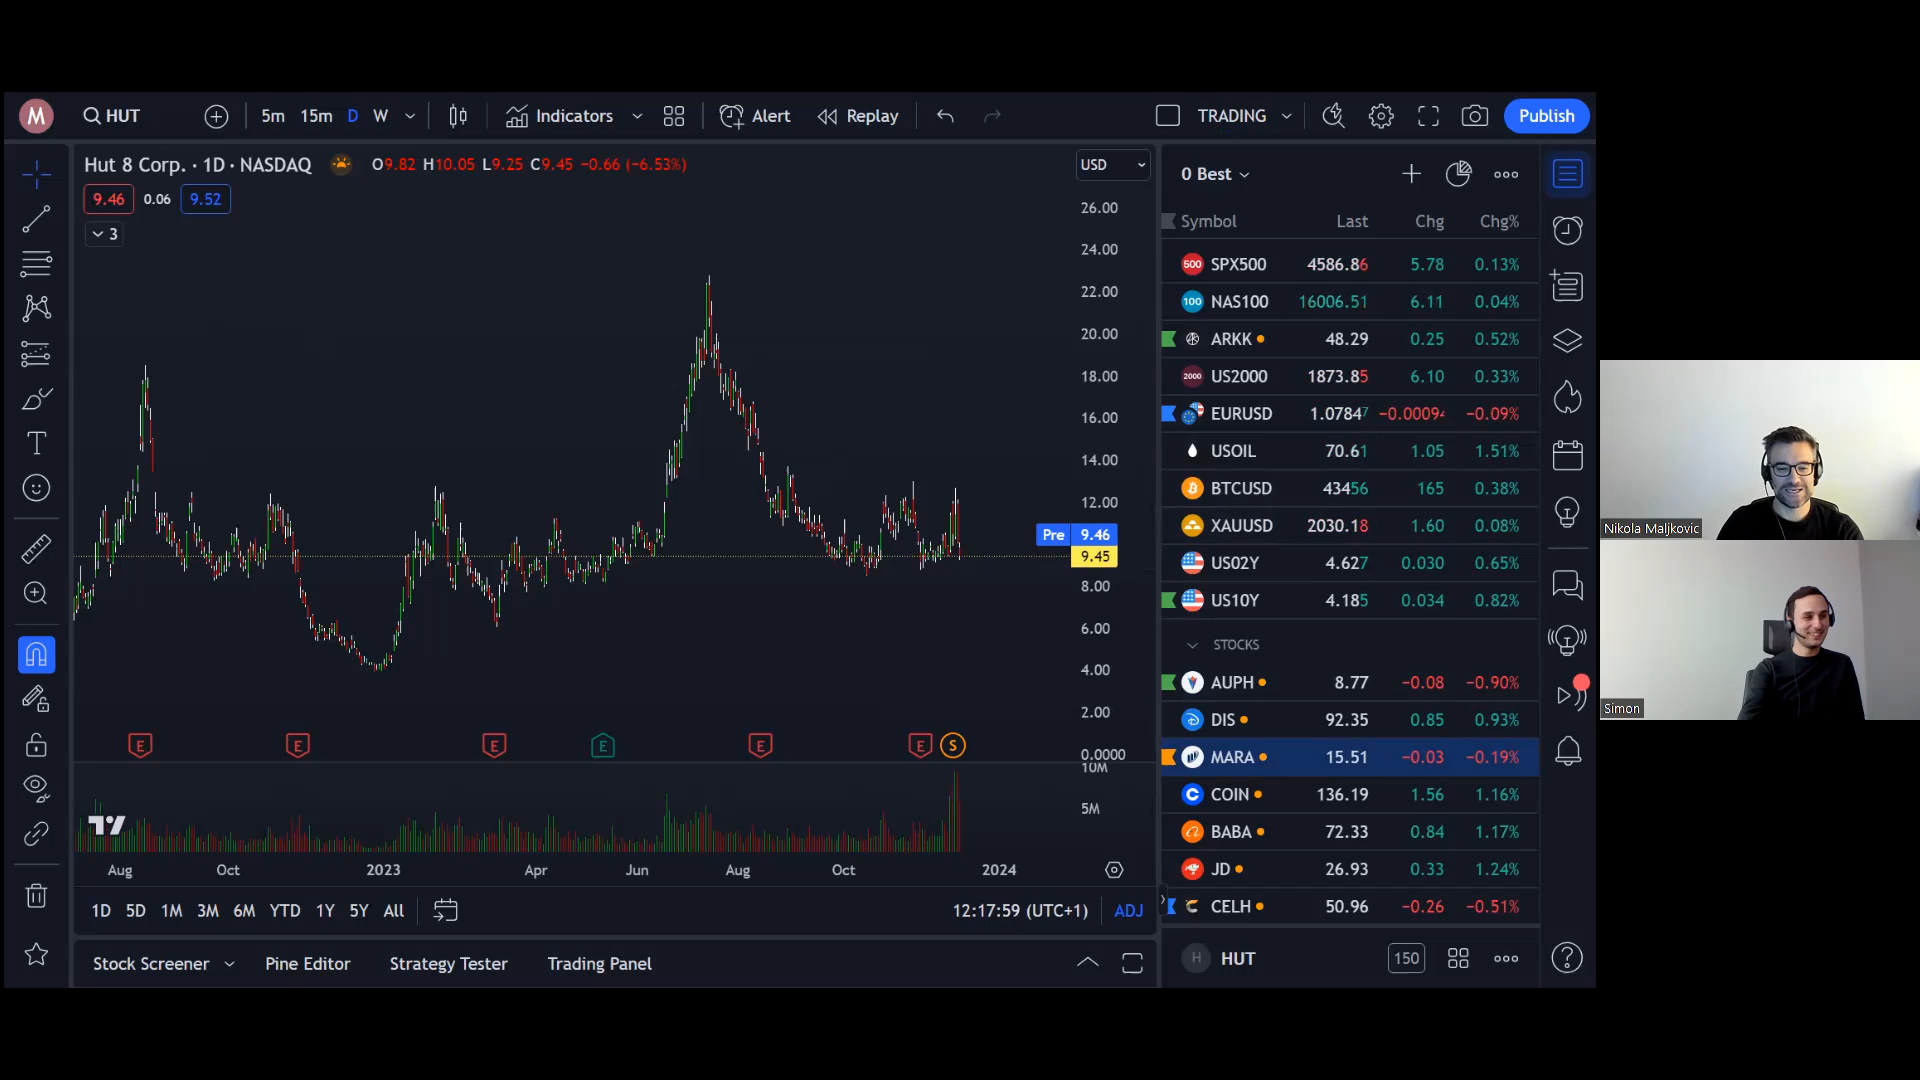 M HUT 5m 15m D W Indicators Alert Replay TRADING Publish
Hut 8 Corp. · 1D · NASDAQ O9.82 H10.05 L9.25 C9.45 −0.66 (−6.53%) USD
9.46 0.06 9.52
3
26.00
24.00
22.00
20.00
18.00
16.00
14.00
12.00
Pre 9.46
9.45
8.00
6.00
4.00
2.00
0.0000
E E E E E E S
10M
5M
Aug Oct 2023 Apr Jun Aug Oct 2024
1D 5D 1M 3M 6M YTD 1Y 5Y All 12:17:59 (UTC+1) ADJ
Stock Screener Pine Editor Strategy Tester Trading Panel
0 Best
Symbol Last Chg Chg%
500 SPX500 4586.86 5.78 0.13%
100 NAS100 16006.51 6.11 0.04%
ARKK 48.29 0.25 0.52%
2000 US2000 1873.85 6.10 0.33%
EURUSD 1.07847 −0.00094 −0.09%
USOIL 70.61 1.05 1.51%
BTCUSD 43456 165 0.38%
XAUUSD 2030.18 1.60 0.08%
US02Y 4.627 0.030 0.65%
US10Y 4.185 0.034 0.82%
STOCKS
AUPH 8.77 −0.08 −0.90%
DIS 92.35 0.85 0.93%
MARA 15.51 −0.03 −0.19%
COIN 136.19 1.56 1.16%
BABA 72.33 0.84 1.17%
JD 26.93 0.33 1.24%
CELH 50.96 −0.26 −0.51%
H HUT 150
Nikola Maljkovic
Simon